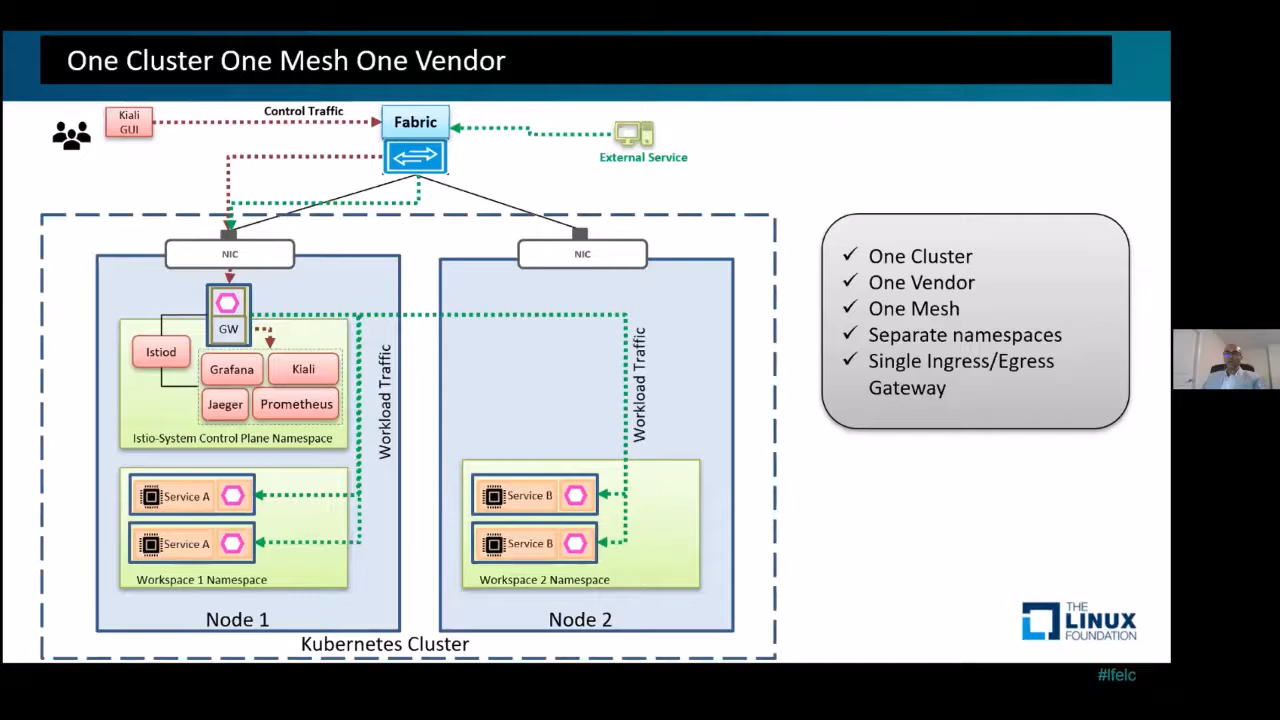 One Cluster One Mesh One Vendor
Kiali
GUI
Control Traffic
Fabric
External Service
NIC
NIC
GW
Istiod
Grafana
Kiali
Jaeger
Prometheus
Istio-System Control Plane Namespace
Workload Traffic
Workload Traffic
Service A
Service A
Workspace 1 Namespace
Service B
Service B
Workspace 2 Namespace
Node 1
Node 2
Kubernetes Cluster
✓ One Cluster
✓ One Vendor
✓ One Mesh
✓ Separate namespaces
✓ Single Ingress/Egress
Gateway
THE
LINUX
FOUNDATION
#lfelc